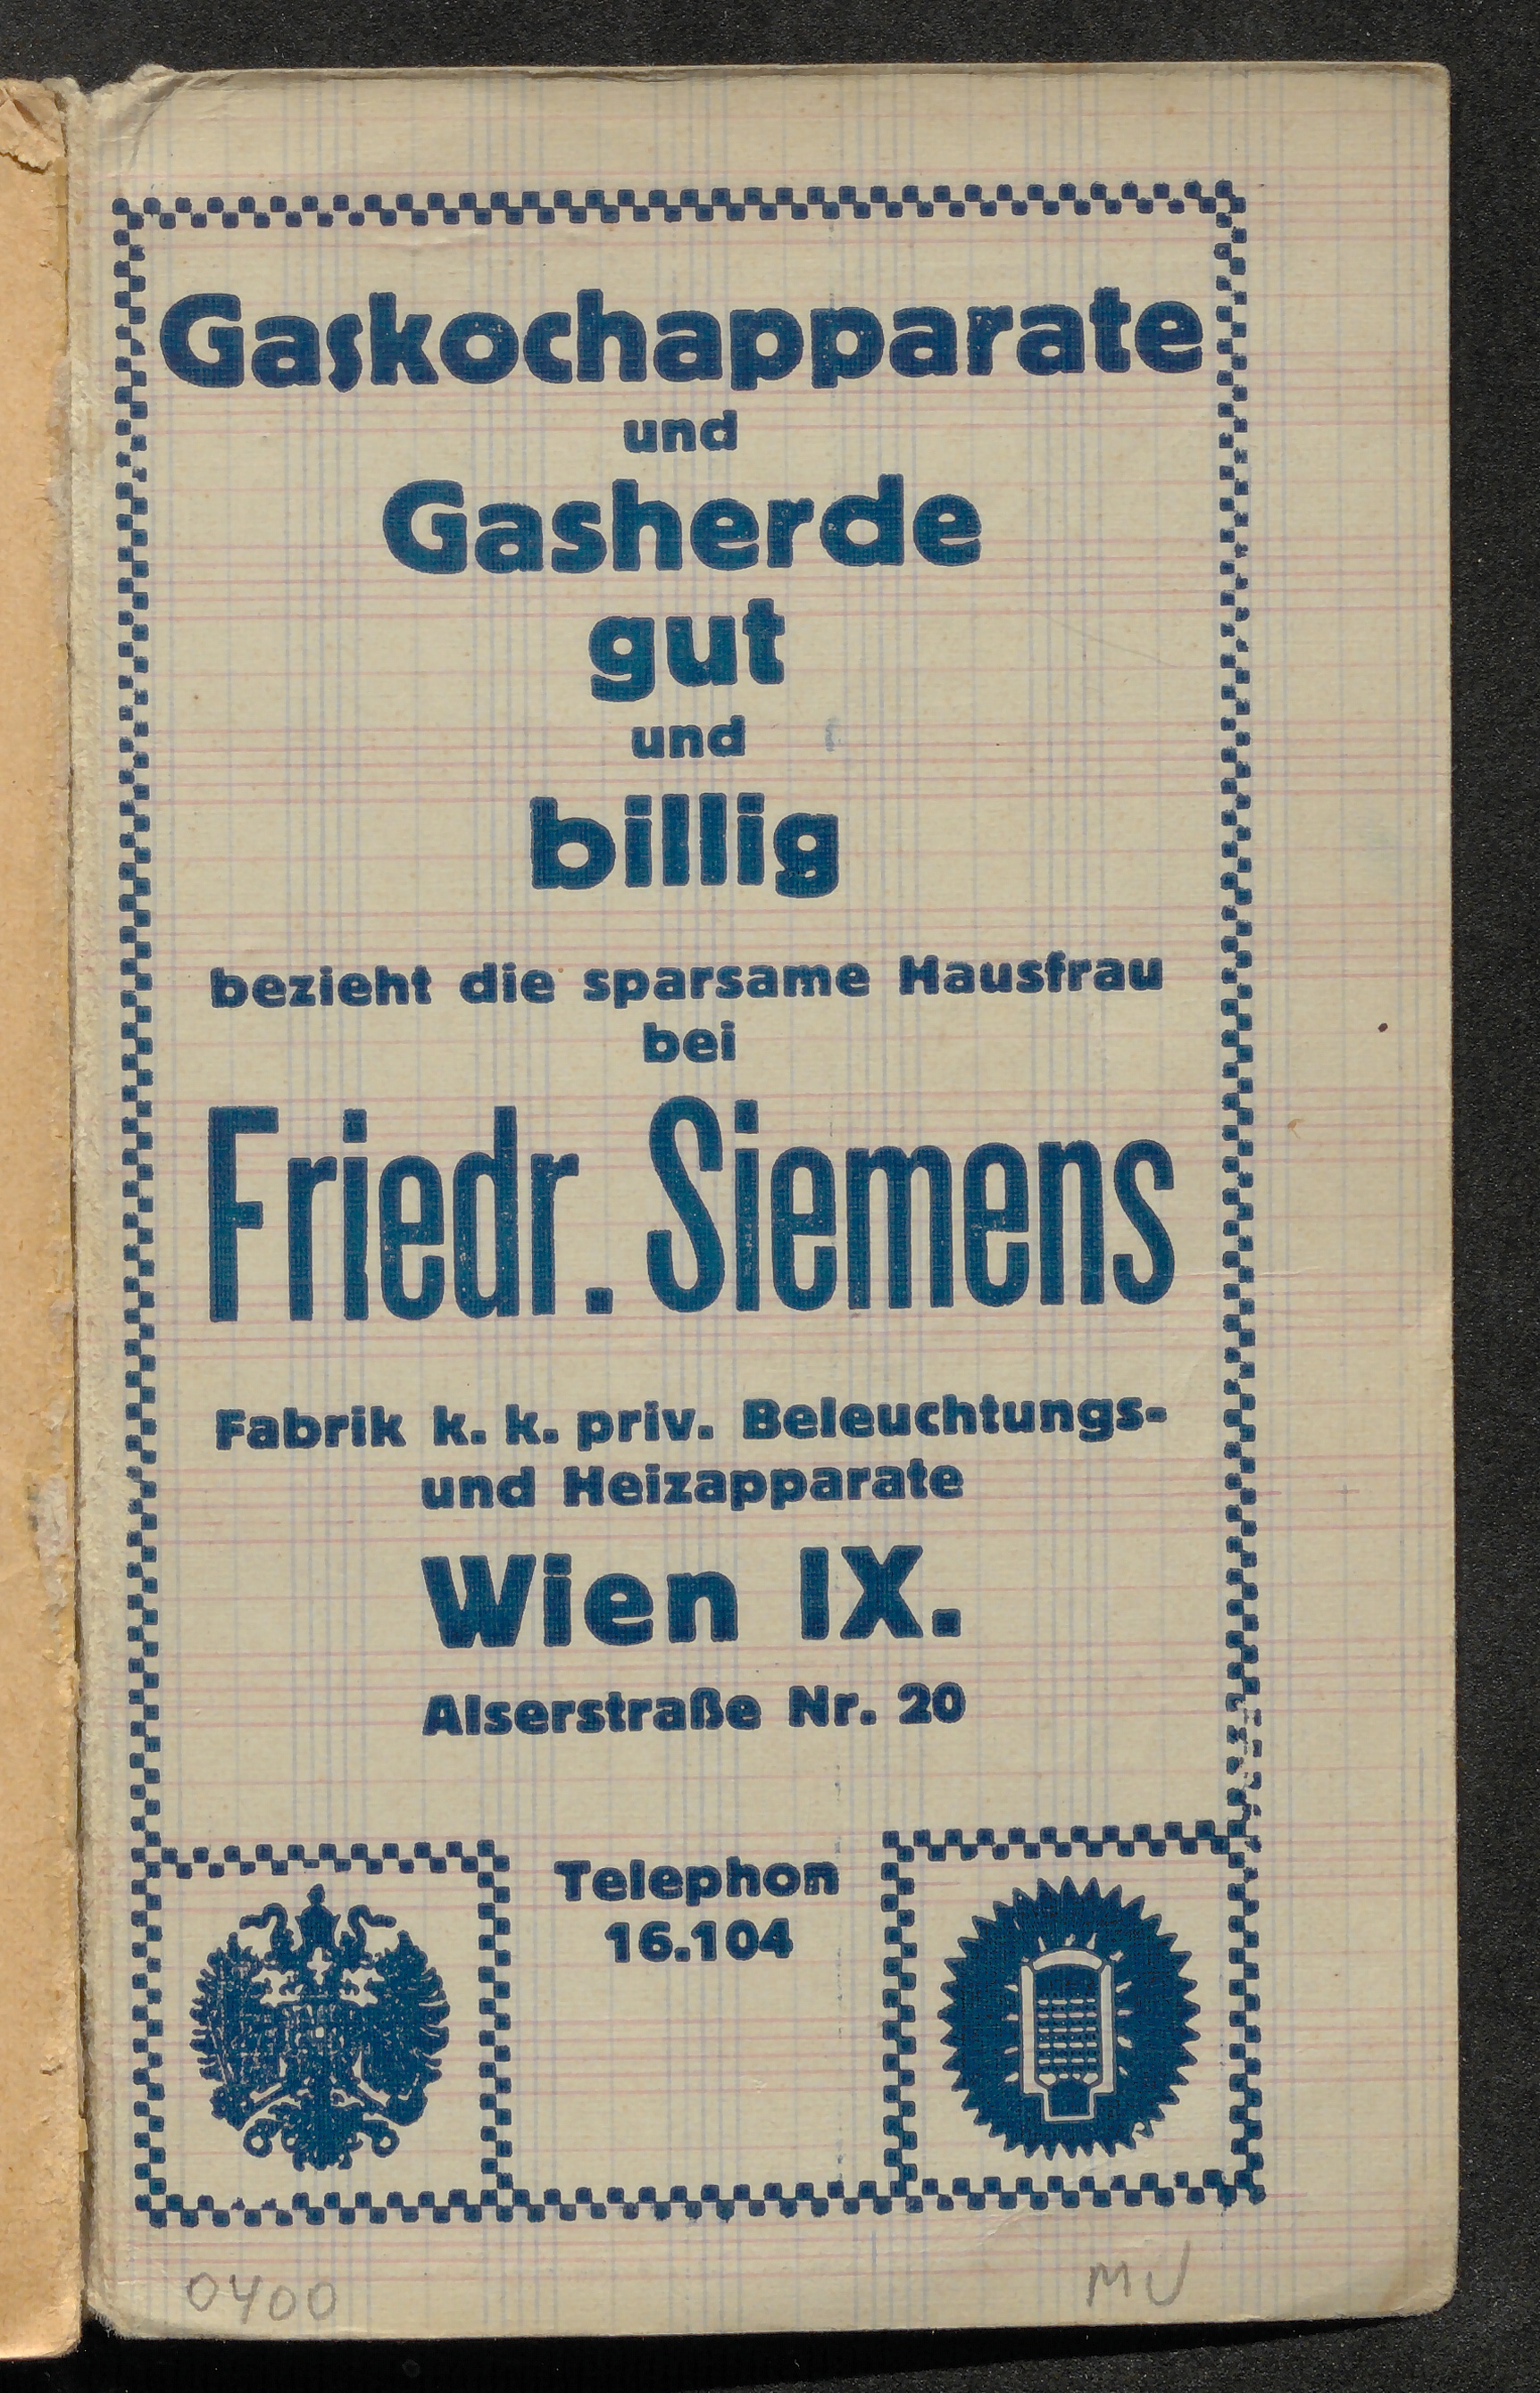 Gaskochapparate
und
Gasherde
gut
und
billig
bezieht die sparsame Hausfrau
bei
Friedr. Siemens
Fabrik k. k. priv. Beleuchtungs-
und Heizapparate
Wien IX.
Alserstraße Nr. 20
Telephon
16.104
0400
MU